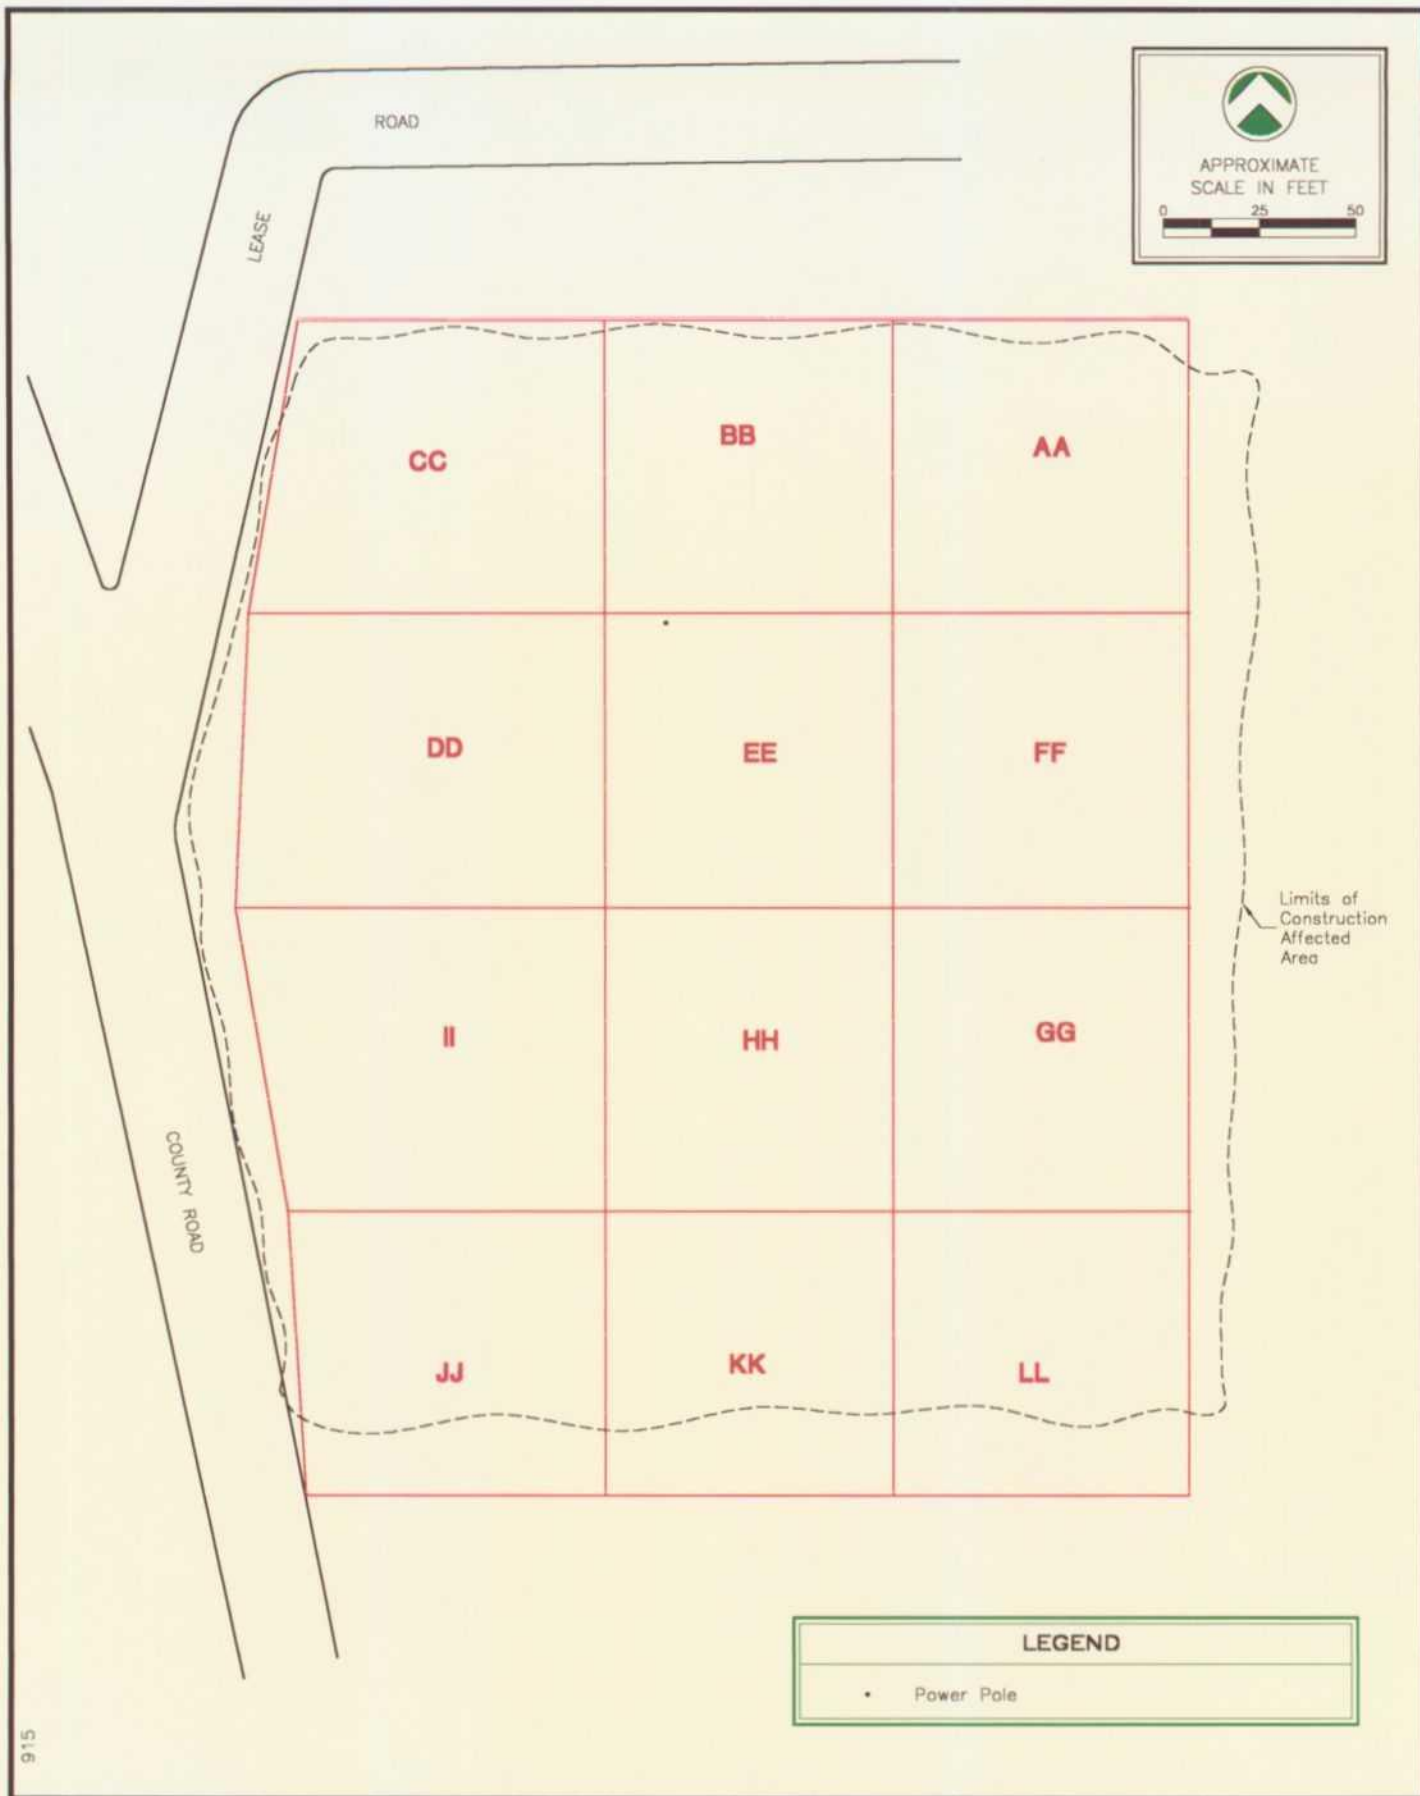 ROAD
LEASE
APPROXIMATE
SCALE IN FEET
0 25 50
CC
BB
AA
DD
EE
FF
Limits of
Construction
Affected
Area
II
HH
GG
COUNTY ROAD
JJ
KK
LL
LEGEND
Power Pole
915